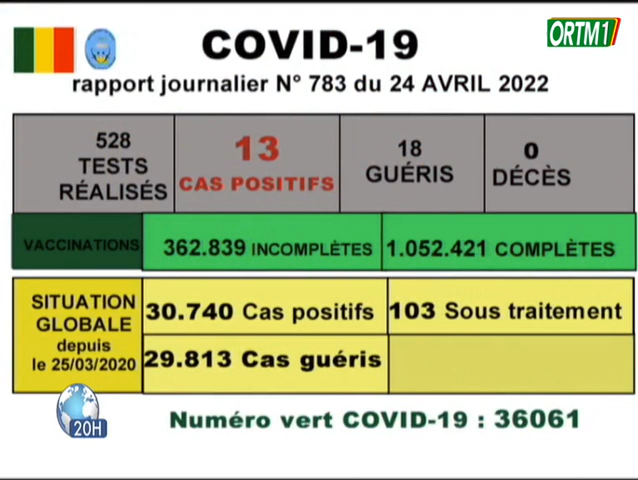 ORTM1
COVID-19
rapport journalier N° 783 du 24 AVRIL 2022
528
TESTS
RÉALISÉS
13
CAS POSITIFS
18
GUÉRIS
0
DÉCÈS
VACCINATIONS
362.839 INCOMPLÈTES
1.052.421 COMPLÈTES
SITUATION
GLOBALE
depuis
le 25/03/2020
30.740 Cas positifs
103 Sous traitement
29.813 Cas guéris
20H
Numéro vert COVID-19 : 36061